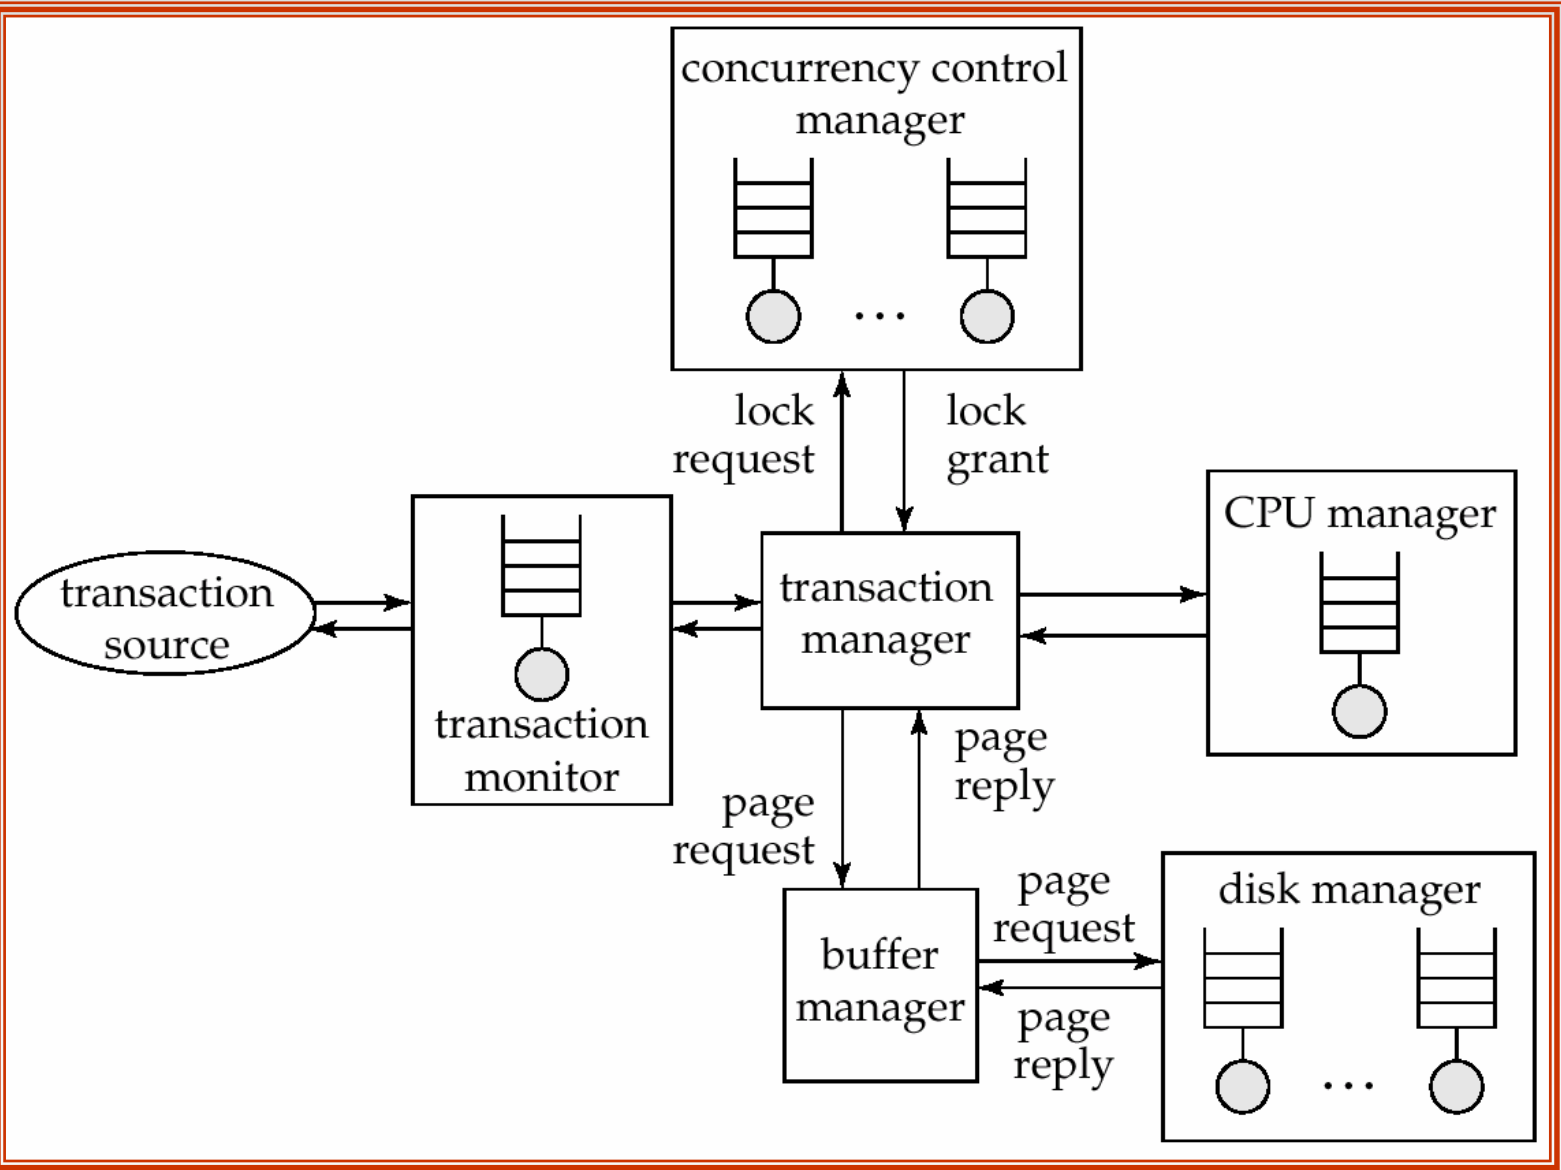 concurrency control
manager
...
lock
request
lock
grant
CPU manager
transaction
source
transaction
monitor
transaction
manager
page
request
page
reply
buffer
manager
page
request
page
reply
disk manager
...